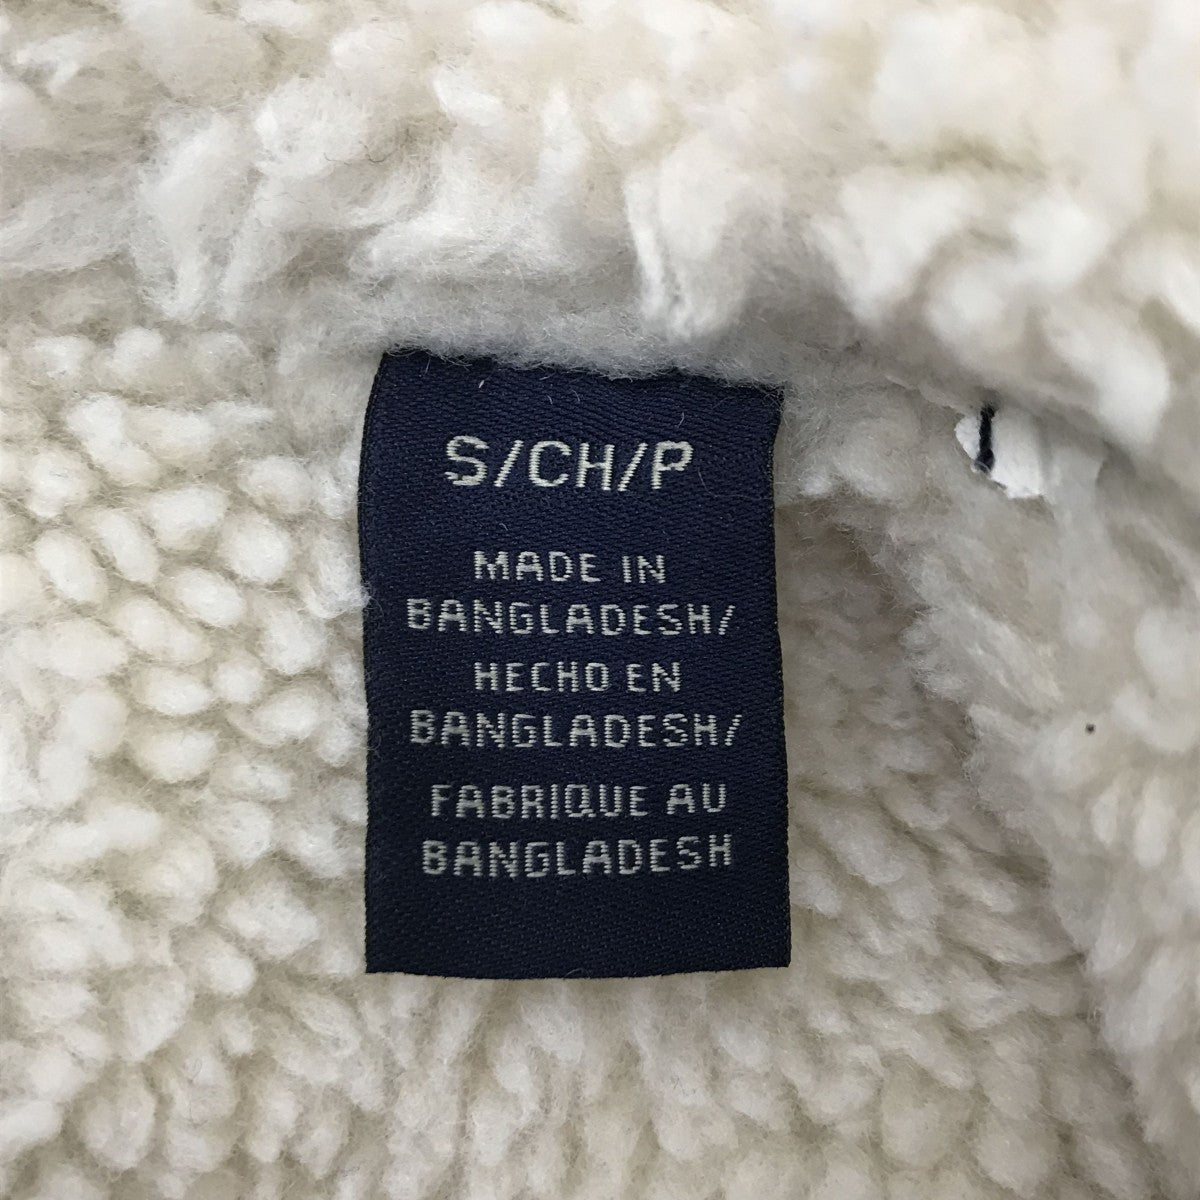 S/CH/P
MADE IN
BANGLADESH/
HECHO EN
BANGLADESH/
FABRIQUE AU
BANGLADESH